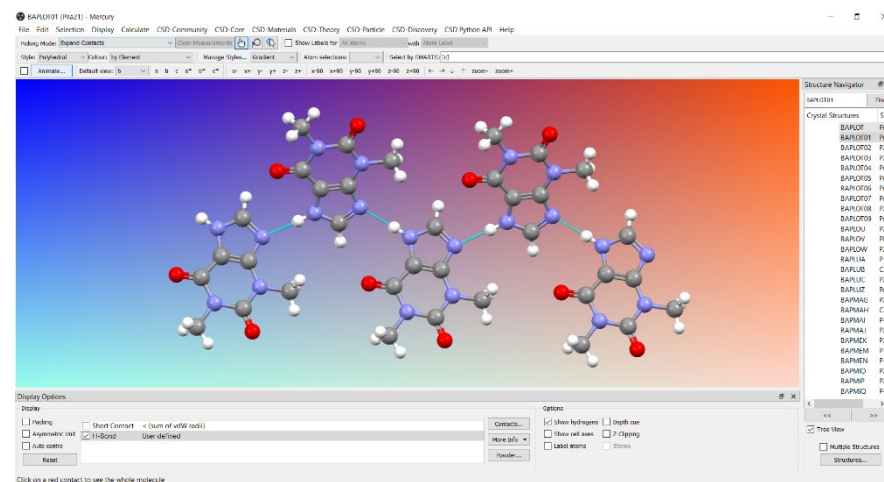 BAPLOT01 (Pna21) - Mercury
File Edit Selection Display Calculate CSD-Community CSD-Core CSD-Materials CSD-Theory CSD-Particle CSD-Discovery CSD Python API Help
Picking Mode: Expand Contacts Clear Measurements Show Labels for All atoms with Atom Label
Style: Polyhedral Colour: by Element Manage Styles... Gradient Atom selections: Select by SMARTS: [c]
Animate... Default view: b a b c a* b* c* x- x+ y- y+ z- z+ x-90 x+90 y-90 y+90 z-90 z+90 ← → ↓ ↑ zoom- zoom+
Structure Navigator
BAPLOT01
Crystal Structures
BAPLOT
BAPLOT01
BAPLOT02
BAPLOT03
BAPLOT04
BAPLOT05
BAPLOT06
BAPLOT07
BAPLOT08
BAPLOT09
BAPLOU
BAPLOV
BAPLOW
BAPLUA
BAPLUB
BAPLUC
BAPLUZ
BAPMAG
BAPMAH
BAPMAI
BAPMAJ
BAPMEK
BAPMEM
BAPMEN
BAPMIO
BAPMIP
BAPMIQ
<< >>
Tree View
Multiple Structures
Structures...
Display Options
Display
Packing
Asymmetric Unit
Auto centre
Reset
Short Contact < (sum of vdW radii)
H-Bond User defined
Contacts...
More Info
Powder...
Options
Show hydrogens Depth cue
Show cell axes Z-Clipping
Label atoms Stereo
Click on a red contact to see the whole molecule